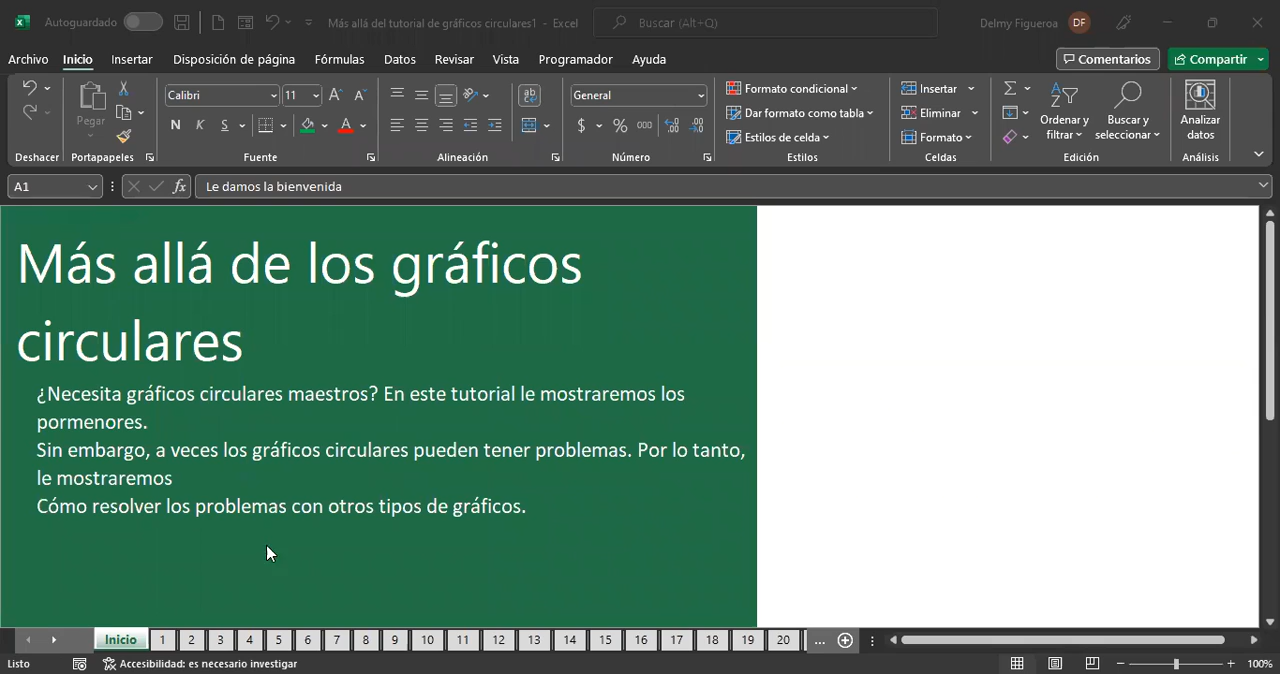 Autoguardado
Más allá del tutorial de gráficos circulares1 - Excel
Buscar (Alt+Q)
Delmy Figueroa DF
Archivo Inicio Insertar Disposición de página Fórmulas Datos Revisar Vista Programador Ayuda Comentarios Compartir
Calibri 11 General Formato condicional Insertar
Pegar Dar formato como tabla Eliminar Ordenar y filtrar Buscar y seleccionar Analizar datos
N K S $ % 000 Estilos de celda Formato
Deshacer Portapapeles Fuente Alineación Número Estilos Celdas Edición Análisis
A1 fx Le damos la bienvenida
Más allá de los gráficos
circulares
¿Necesita gráficos circulares maestros? En este tutorial le mostraremos los
pormenores.
Sin embargo, a veces los gráficos circulares pueden tener problemas. Por lo tanto,
le mostraremos
Cómo resolver los problemas con otros tipos de gráficos.
Inicio 1 2 3 4 5 6 7 8 9 10 11 12 13 14 15 16 17 18 19 20 ...
Listo Accesibilidad: es necesario investigar 100%